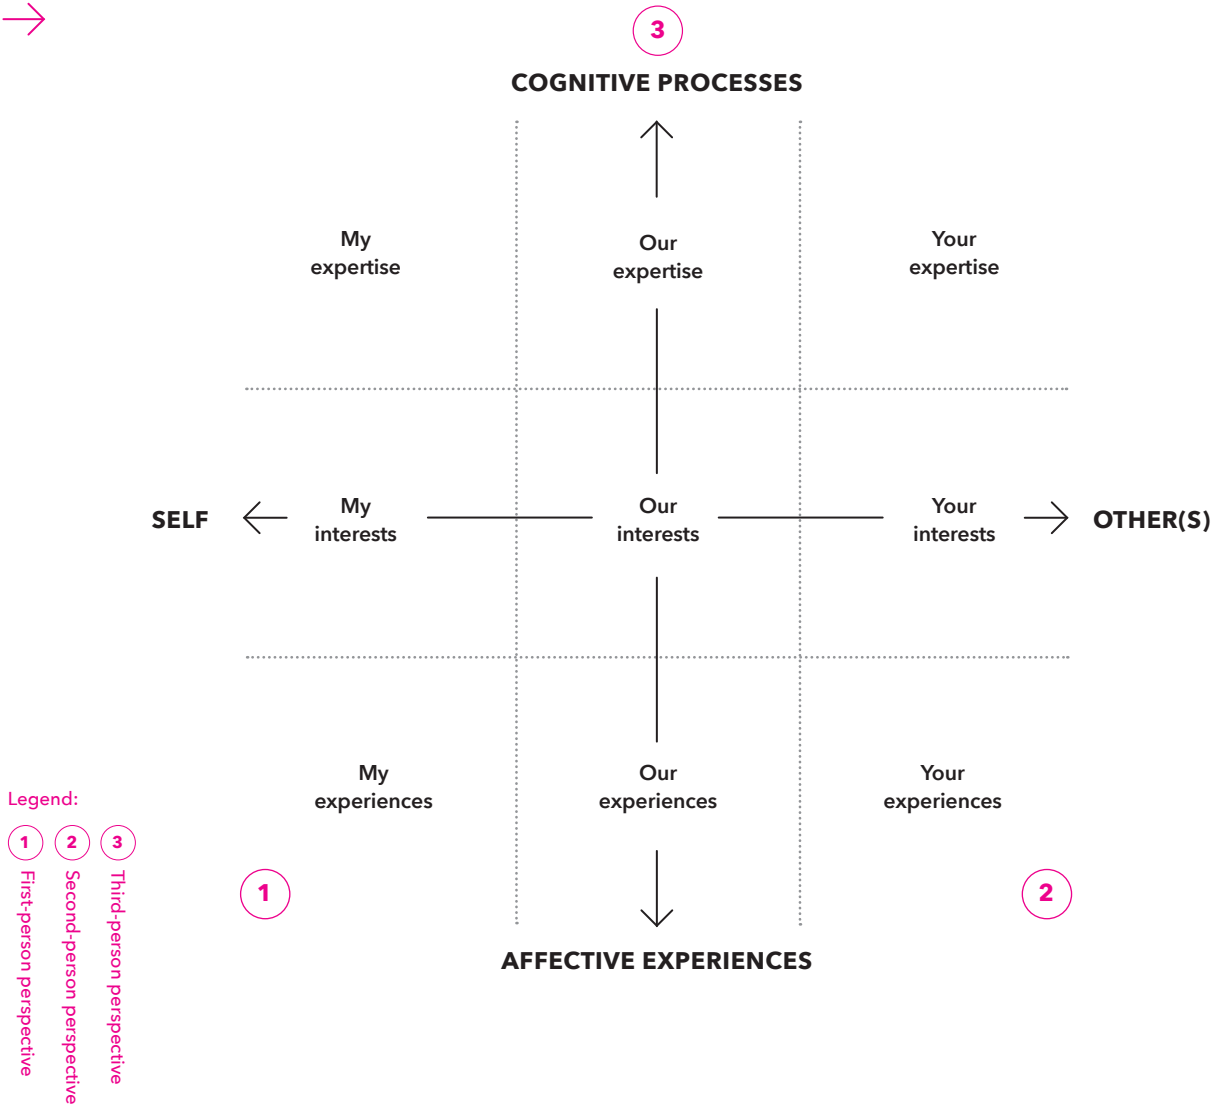 3
COGNITIVE PROCESSES
My
expertise
Our
expertise
Your
expertise
SELF
My
interests
Our
interests
Your
interests
OTHER(S)
My
experiences
Our
experiences
Your
experiences
1
2
AFFECTIVE EXPERIENCES
Legend:
1
First-person perspective
2
Second-person perspective
3
Third-person perspective